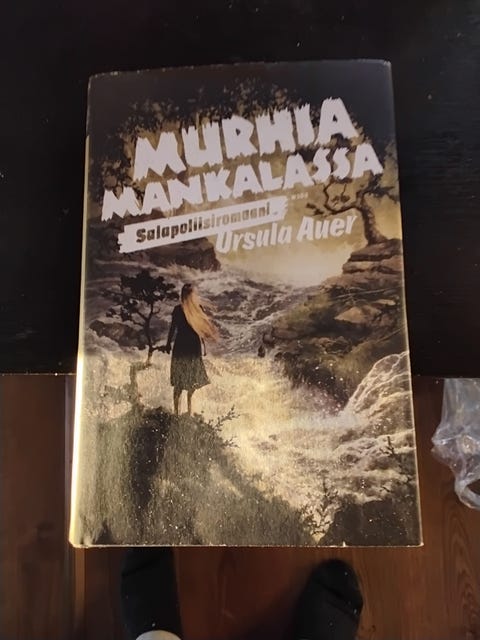 MURHIA
MANKALASSA
Salapoliisiromaani
Ursula Auer